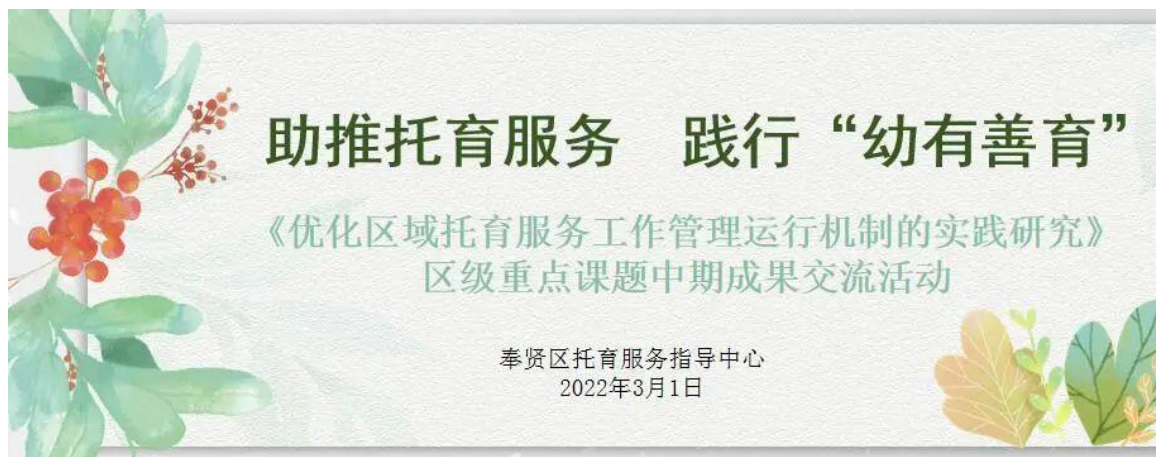 助推托育服务　践行“幼有善育”
《优化区域托育服务工作管理运行机制的实践研究》
区级重点课题中期成果交流活动
奉贤区托育服务指导中心
2022年3月1日